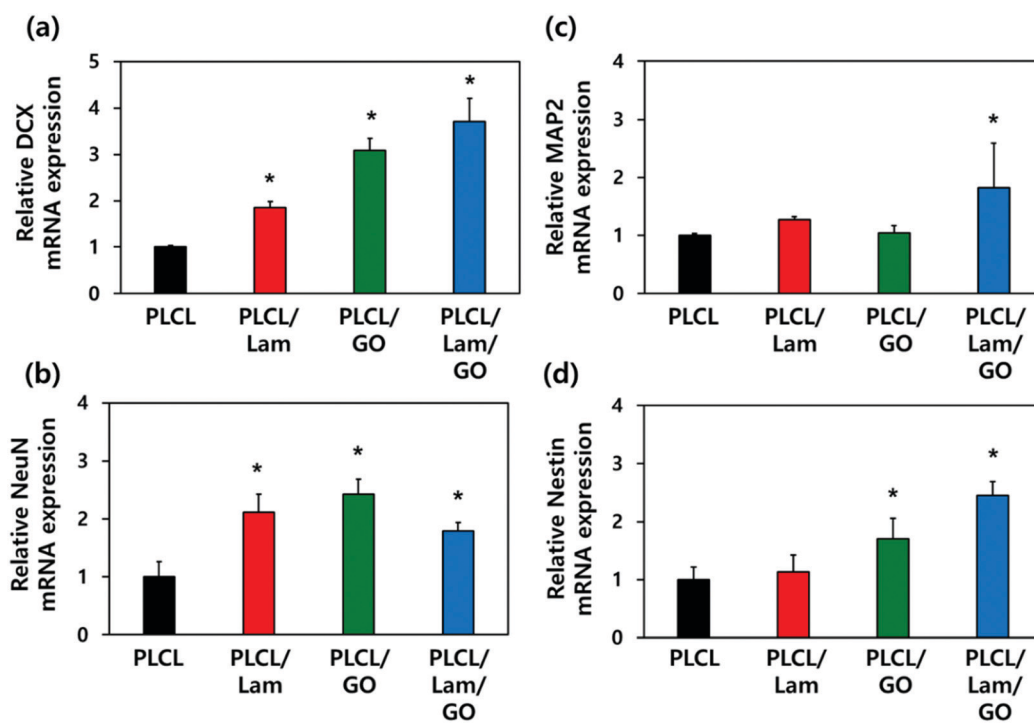 (a)
Relative DCX
mRNA expression
5
4
3
2
1
0
*
*
*
PLCL
PLCL/
Lam
PLCL/
GO
PLCL/
Lam/
GO
(b)
Relative NeuN
mRNA expression
4
3
2
1
0
*
*
*
PLCL
PLCL/
Lam
PLCL/
GO
PLCL/
Lam/
GO
(c)
Relative MAP2
mRNA expression
4
3
2
1
0
*
PLCL
PLCL/
Lam
PLCL/
GO
PLCL/
Lam/
GO
(d)
Relative Nestin
mRNA expression
4
3
2
1
0
*
*
PLCL
PLCL/
Lam
PLCL/
GO
PLCL/
Lam/
GO